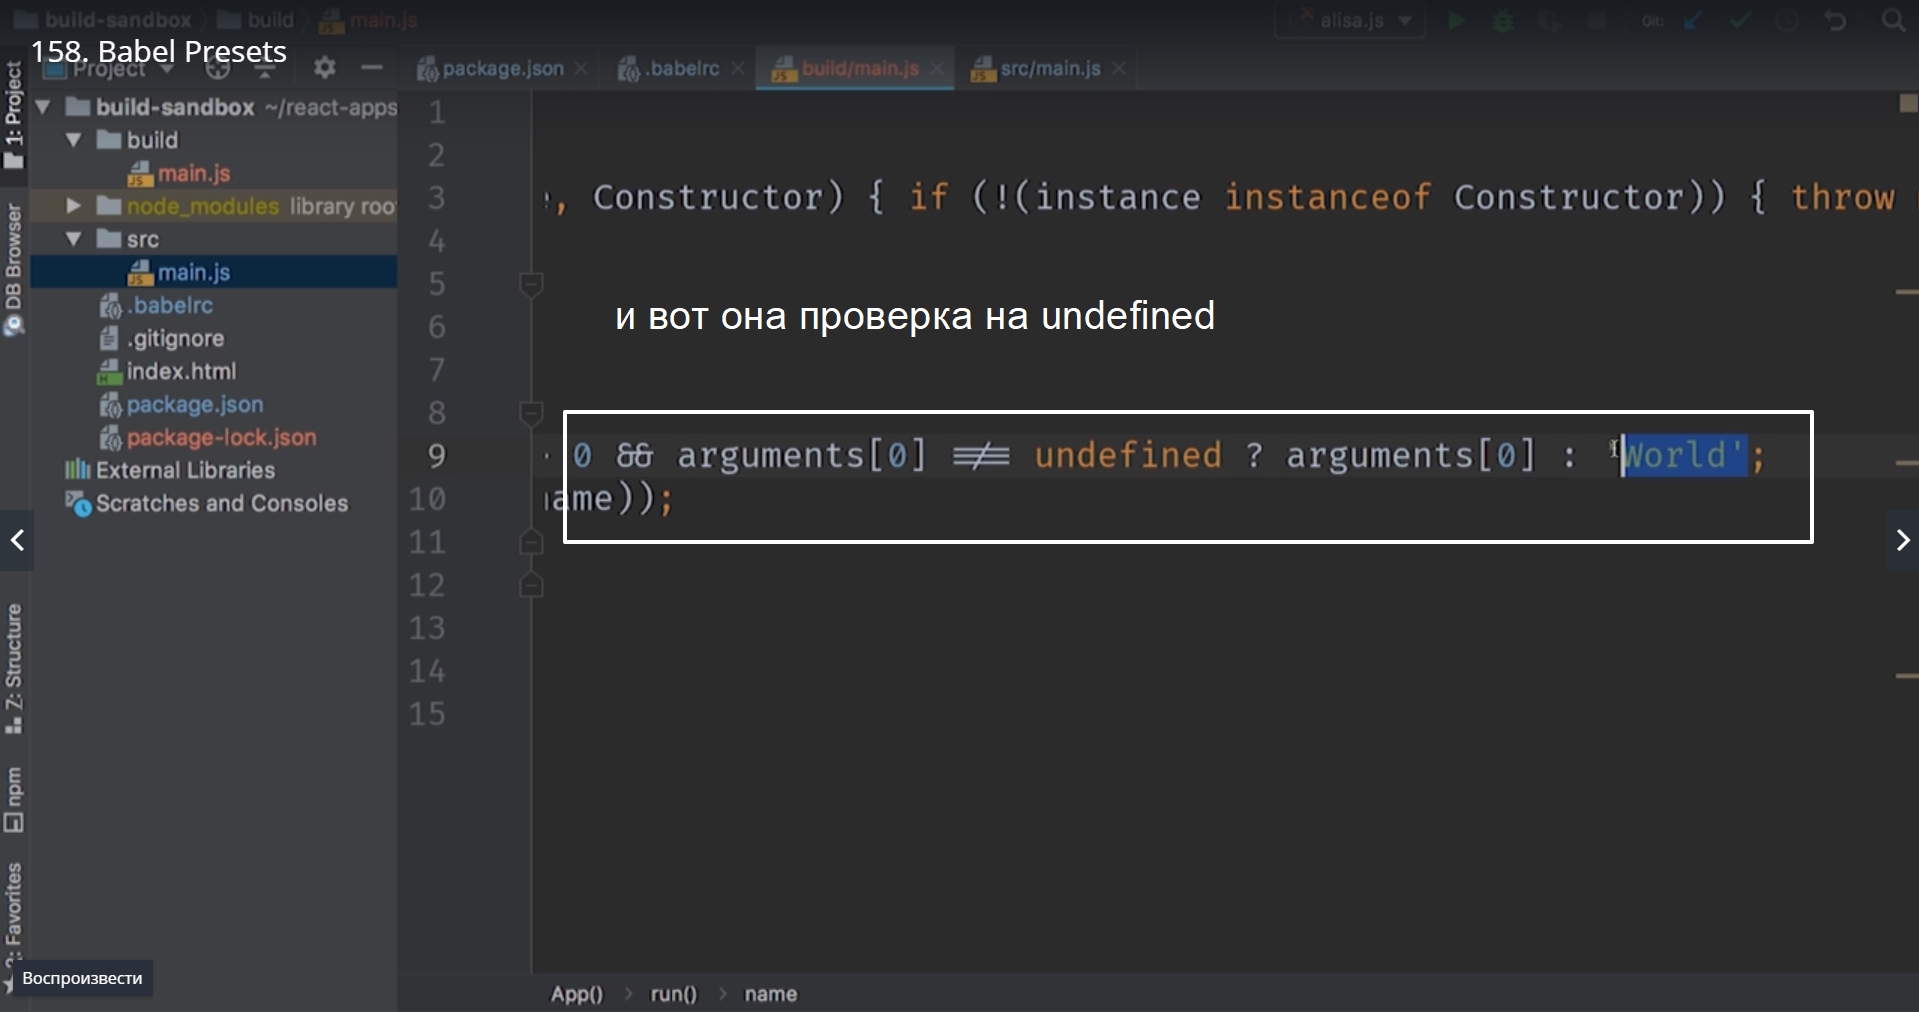 build-sandbox build main.js alisa.js Git:
158. Babel Presets
Project
package.json .babelrc build/main.js src/main.js
1: Project
DB Browser
Z: Structure
npm
2: Favorites
build-sandbox ~/react-apps
build
main.js
node_modules library roo
src
main.js
.babelrc
.gitignore
index.html
package.json
package-lock.json
External Libraries
Scratches and Consoles
1
2
3 , Constructor) { if (!(instance instanceof Constructor)) { throw
4
5
6
и вот она проверка на undefined
7
8
9 0 && arguments[0] !== undefined ? arguments[0] : 'World';
10 ame));
11
12
13
14
15
Воспроизвести
App() run() name